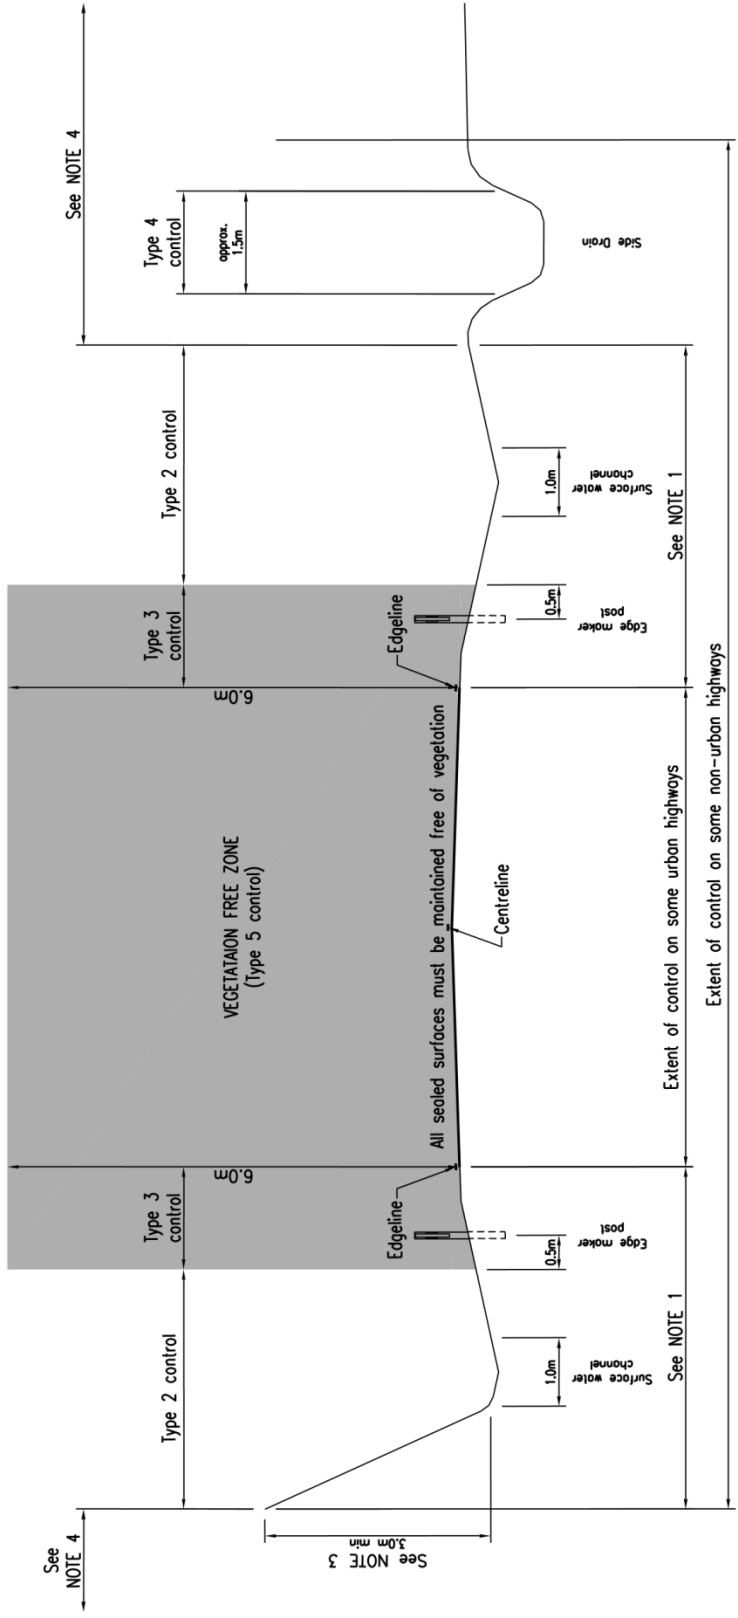 See
NOTE 4
See NOTE 4
Type 2 control
Type 3
control
Type 3
control
Type 2 control
Type 4
control
approx.
1.5m
VEGETATAION FREE ZONE
(Type 5 control)
6.0m
6.0m
See NOTE 3
3.0m min
Edgeline
All sealed surfaces must be maintained free of vegetation
Edgeline
Centreline
1.0m
Surface water
channel
0.5m
Edge maker
post
0.5m
Edge maker
post
1.0m
Surface water
channel
Side Drain
See NOTE 1
Extent of control on some urban highways
See NOTE 1
Extent of control on some non-urban highways